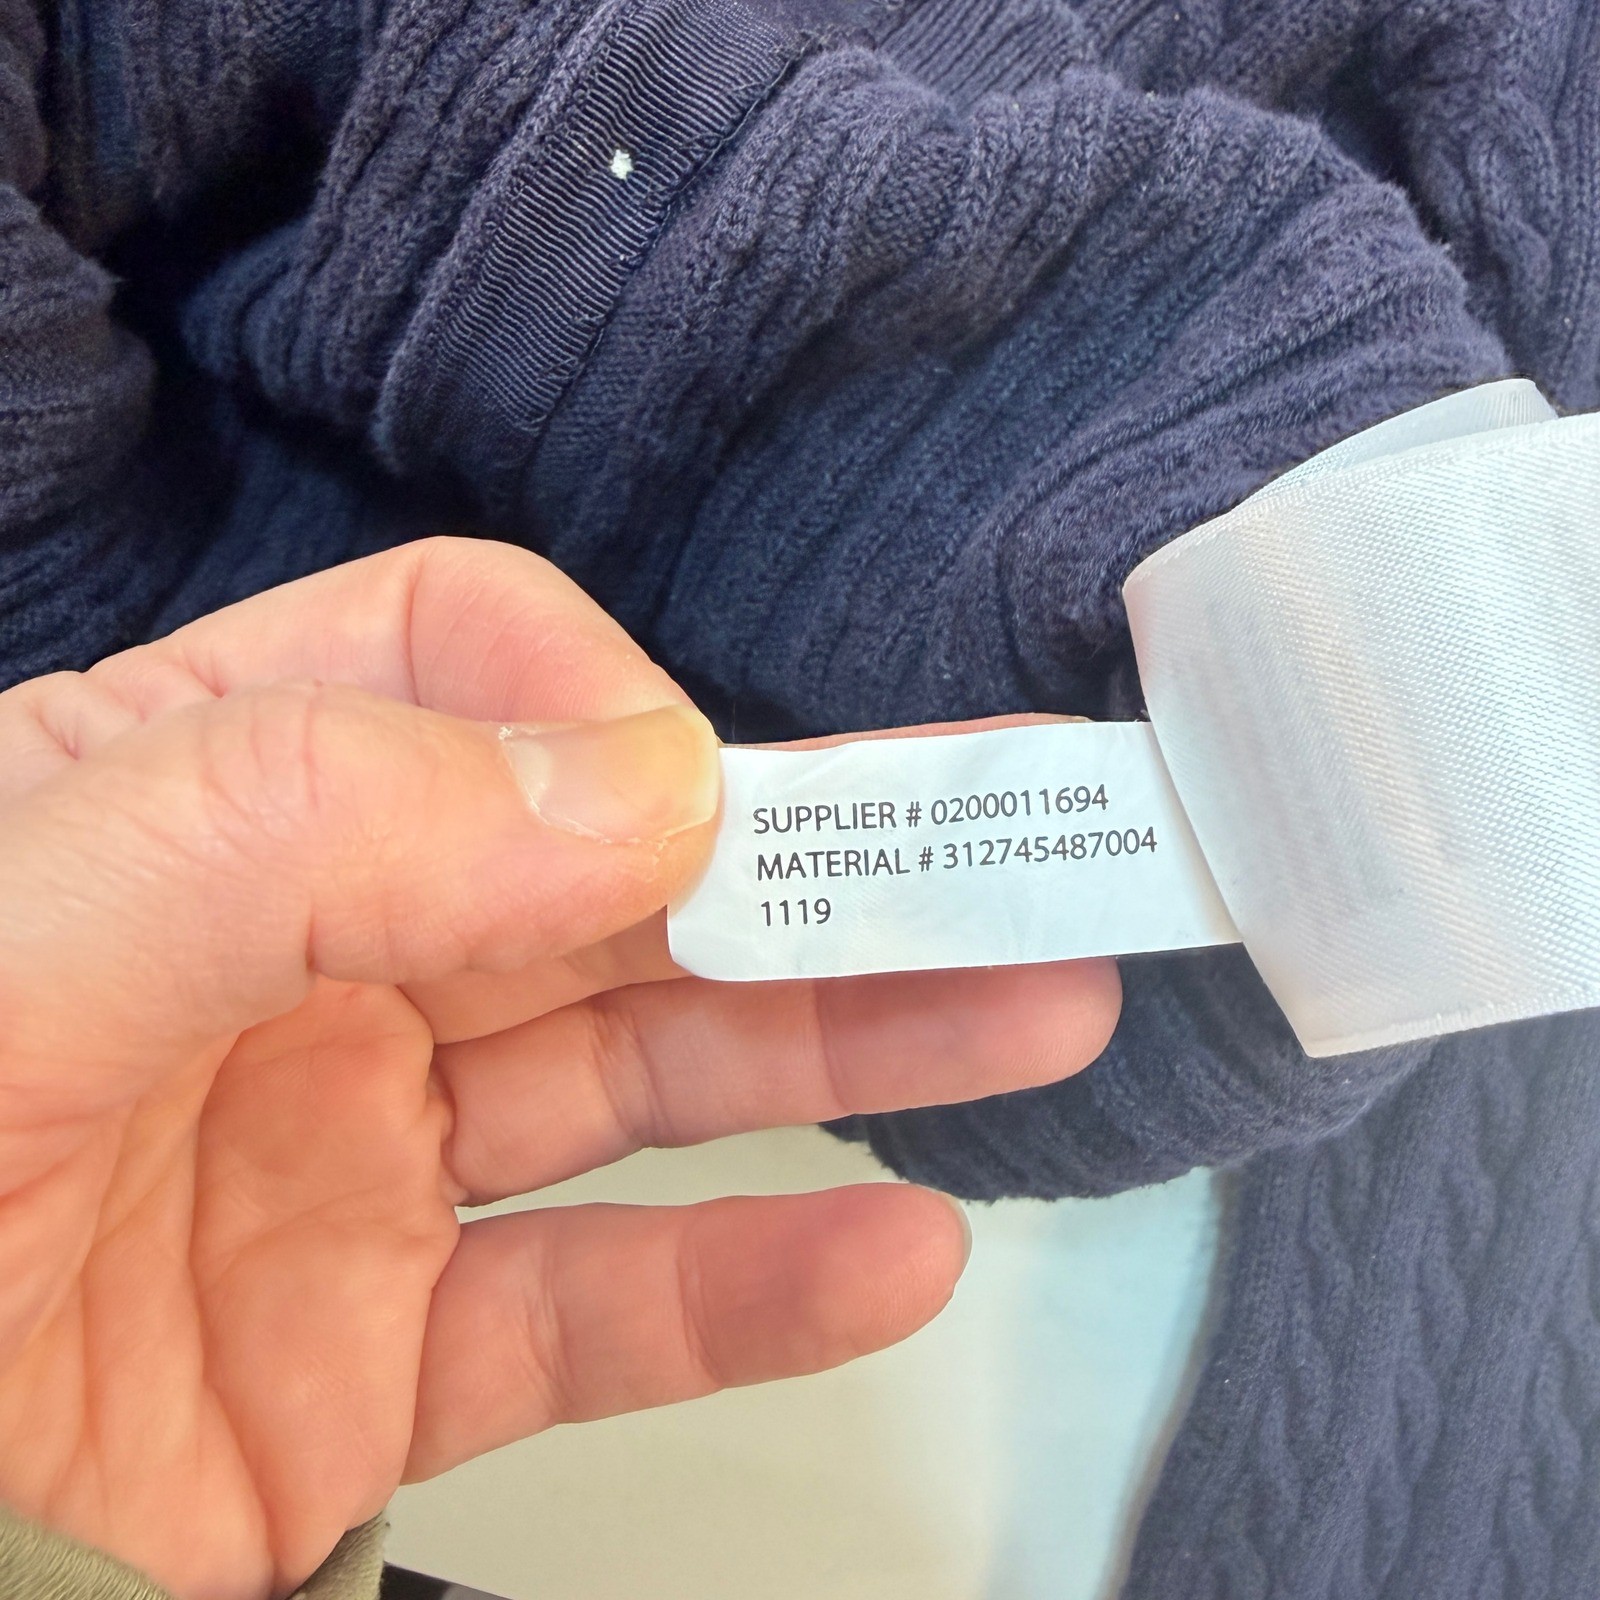 SUPPLIER # 0200011694
MATERIAL # 312745487004
1119